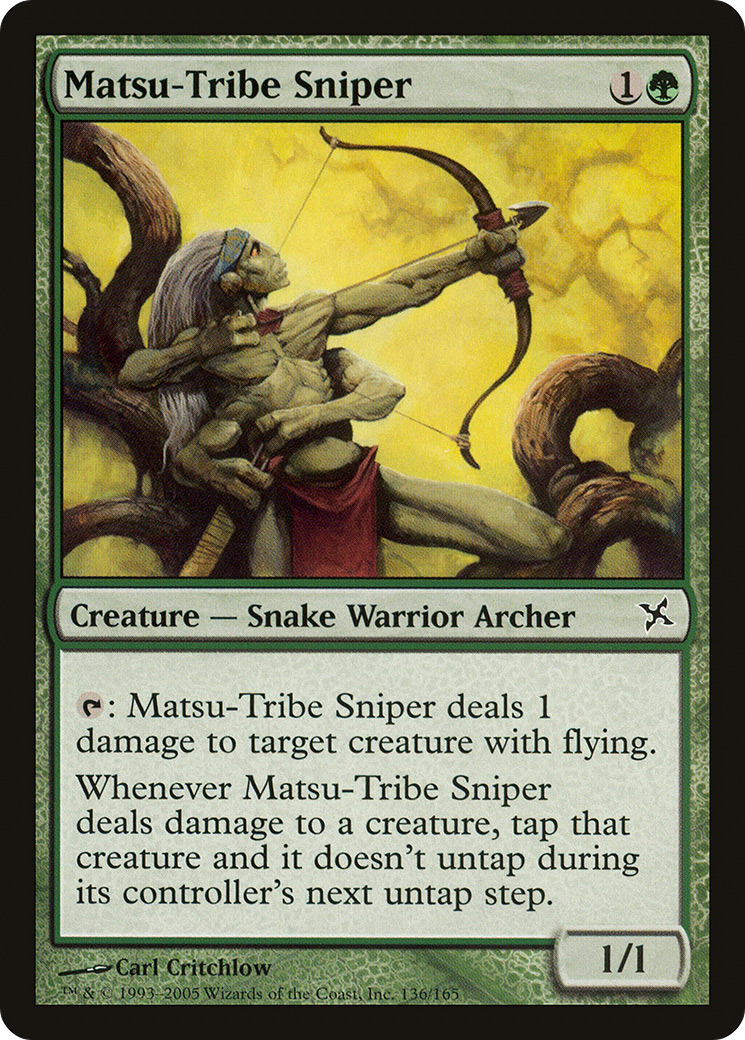 Matsu-Tribe Sniper 1
Creature — Snake Warrior Archer
: Matsu-Tribe Sniper deals 1
damage to target creature with flying.
Whenever Matsu-Tribe Sniper
deals damage to a creature, tap that
creature and it doesn't untap during
its controller's next untap step.
1/1
Carl Critchlow
™ & © 1993–2005 Wizards of the Coast, Inc. 136/165